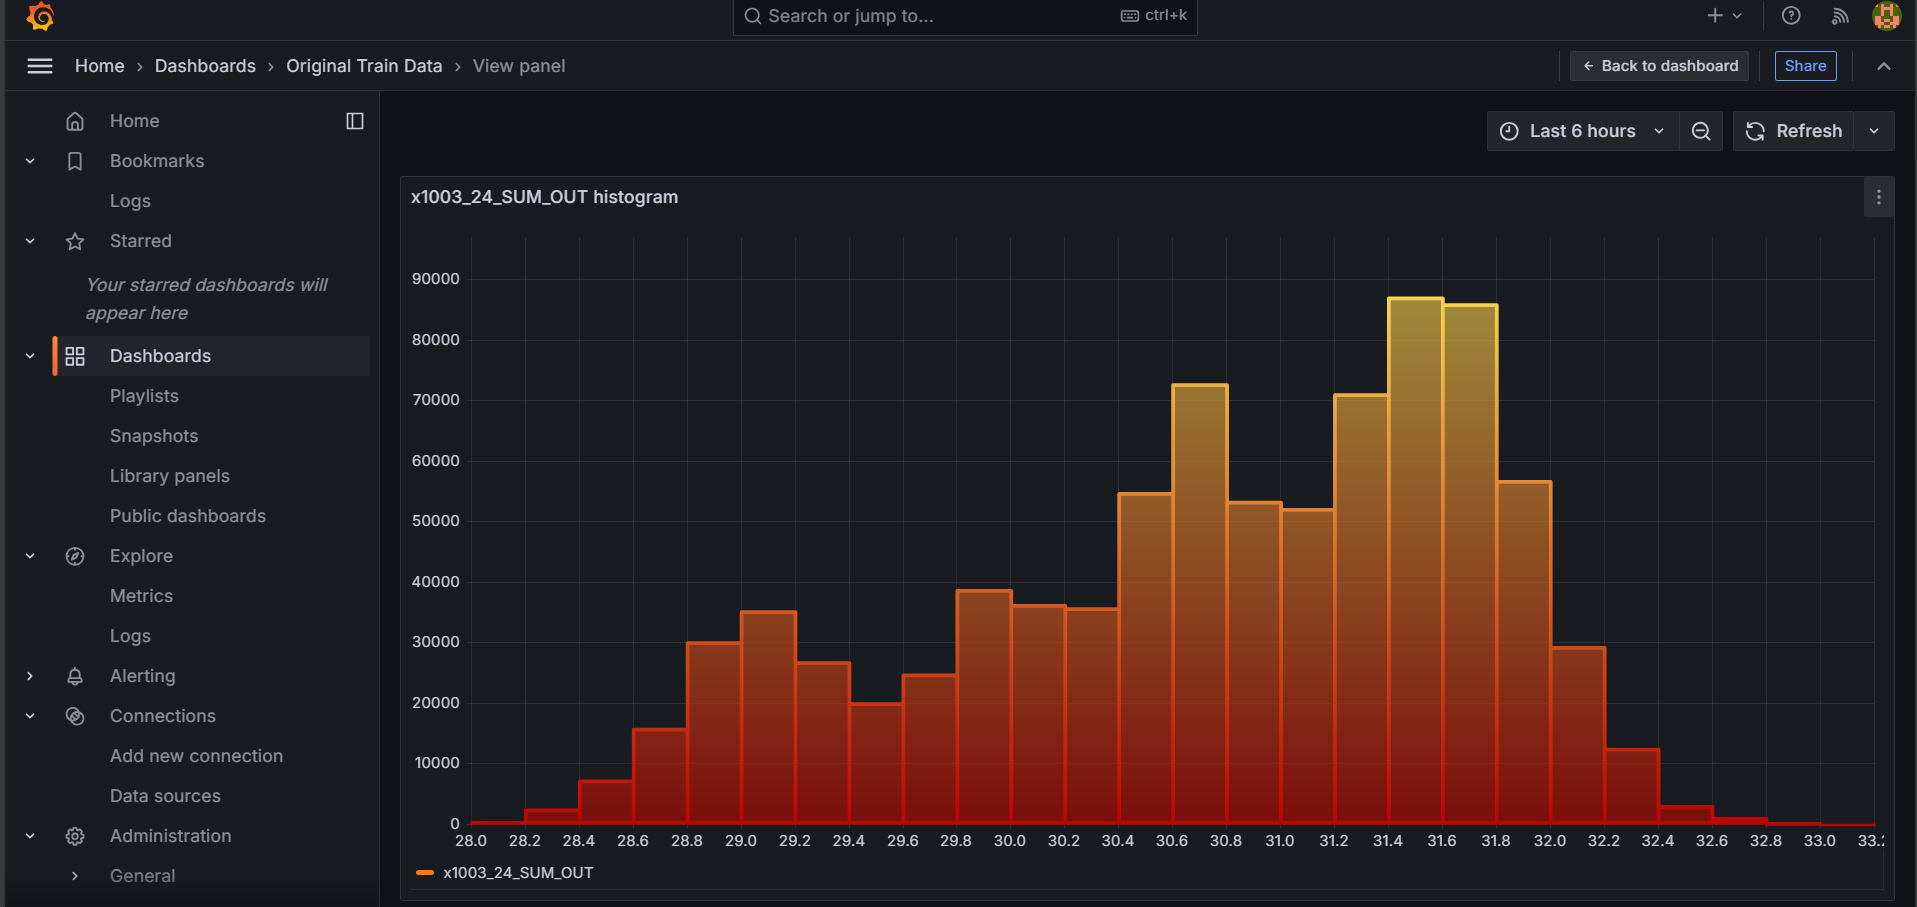 Search or jump to...
ctrl+k
Home › Dashboards › Original Train Data › View panel
Back to dashboard
Share
Home
Bookmarks
Logs
Starred
Your starred dashboards will
appear here
Dashboards
Playlists
Snapshots
Library panels
Public dashboards
Explore
Metrics
Logs
Alerting
Connections
Add new connection
Data sources
Administration
General
Last 6 hours
Refresh
x1003_24_SUM_OUT histogram
90000
80000
70000
60000
50000
40000
30000
20000
10000
0
28.0 28.2 28.4 28.6 28.8 29.0 29.2 29.4 29.6 29.8 30.0 30.2 30.4 30.6 30.8 31.0 31.2 31.4 31.6 31.8 32.0 32.2 32.4 32.6 32.8 33.0 33.2
x1003_24_SUM_OUT